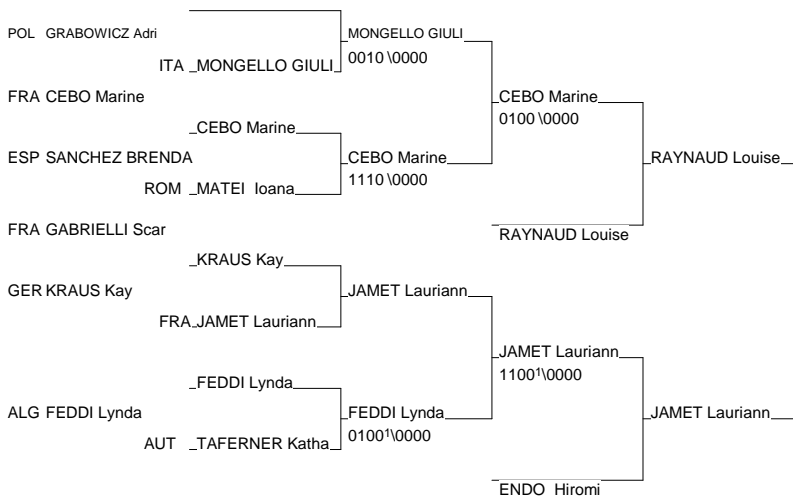 POL GRABOWICZ Adri
MONGELLO GIULI
0010 \0000
ITA MONGELLO GIULI
FRA CEBO Marine
CEBO Marine
0100 \0000
CEBO Marine
ESP SANCHEZ BRENDA
CEBO Marine
1110 \0000
RAYNAUD Louise
ROM MATEI Ioana
FRA GABRIELLI Scar
RAYNAUD Louise
KRAUS Kay
GER KRAUS Kay
JAMET Lauriann
FRA JAMET Lauriann
JAMET Lauriann
1100¹\0000
FEDDI Lynda
ALG FEDDI Lynda
FEDDI Lynda
0100¹\0000
JAMET Lauriann
AUT TAFERNER Katha
ENDO Hiromi